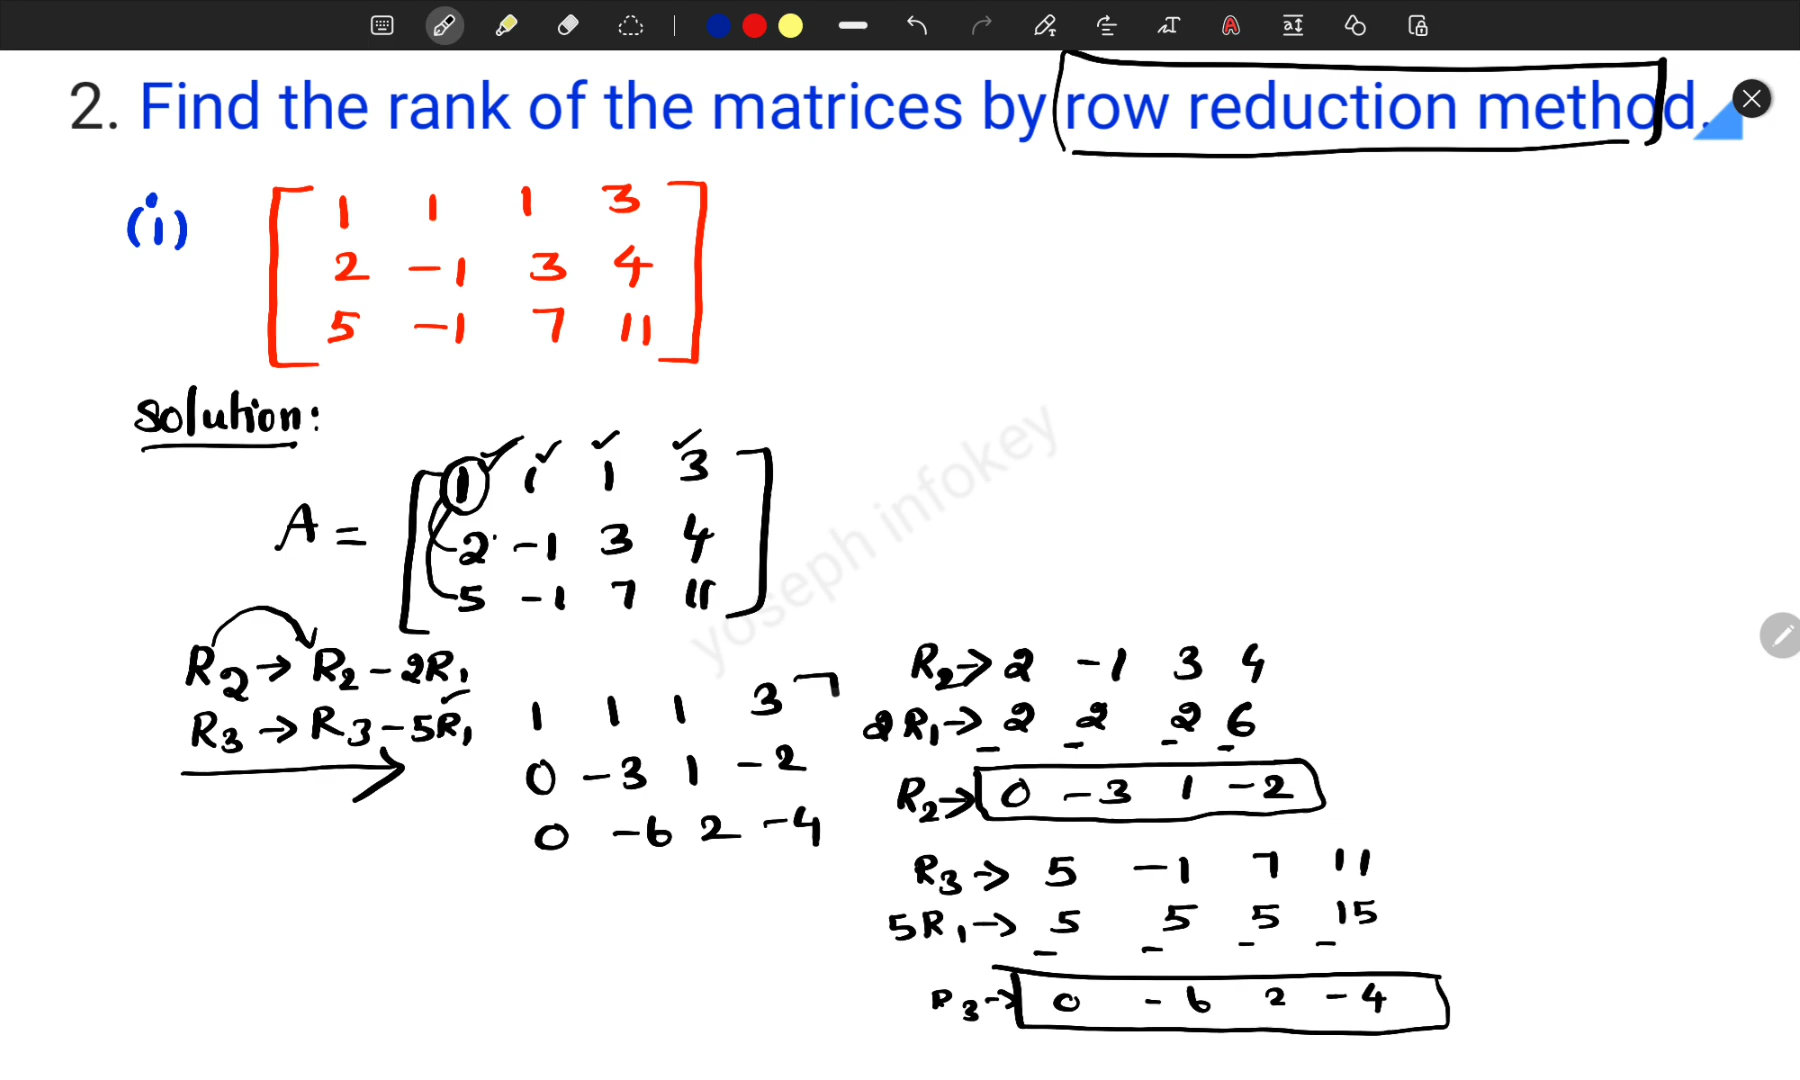 2. Find the rank of the matrices by row reduction method.
(i)
1 1 1 3
2 -1 3 4
5 -1 7 11
Solution:
A =
1 1 1 3
2 -1 3 4
5 -1 7 11
yoseph infokey
R2 → R2 - 2R1
R3 → R3 - 5R1
1 1 1 3
0 -3 1 -2
0 -6 2 -4
R2 → 2 -1 3 4
2R1 → 2 2 2 6
R2 → 0 -3 1 -2
R3 → 5 -1 7 11
5R1 → 5 5 5 15
R3 → 0 -6 2 -4